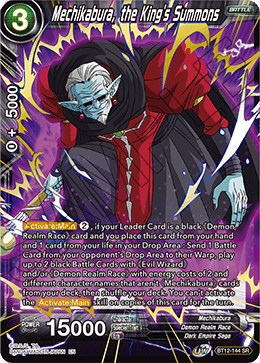 3
Mechikabura, the King's Summons
BATTLE
+ 5000
Activate:Main 2 , if your Leader Card is a black 《Demon
Realm Race》 card and you place this card from your hand
and 1 card from your life in your Drop Area : Send 1 Battle
Card from your opponent's Drop Area to their Warp, play
up to 2 black Battle Cards with 《Evil Wizard》
and/or 《Demon Realm Race》 with energy costs of 2 and
different character names that aren't 《Mechikabura》 cards
from your deck, then shuffle your deck. You can't activate
the Activate Main skill on copies of this card for the turn.
POWER
15000
Mechikabura
Demon Realm Race
Dark Empire Saga
BT12-144 SR